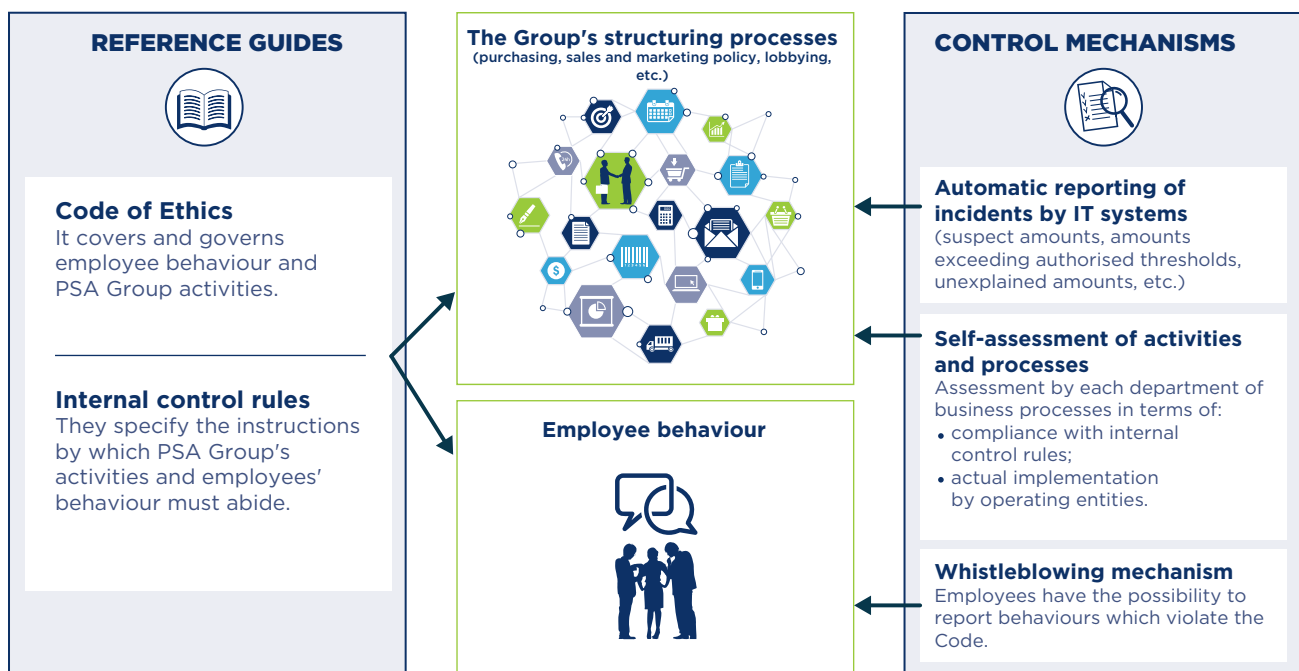 REFERENCE GUIDES
Code of Ethics
It covers and governs
employee behaviour and
PSA Group activities.
Internal control rules
They specify the instructions
by which PSA Group's
activities and employees'
behaviour must abide.
The Group's structuring processes
(purchasing, sales and marketing policy, lobbying,
etc.)
$
Employee behaviour
CONTROL MECHANISMS
Automatic reporting of
incidents by IT systems
(suspect amounts, amounts
exceeding authorised thresholds,
unexplained amounts, etc.)
Self-assessment of activities
and processes
Assessment by each department of
business processes in terms of:
• compliance with internal
control rules;
• actual implementation
by operating entities.
Whistleblowing mechanism
Employees have the possibility to
report behaviours which violate the
Code.